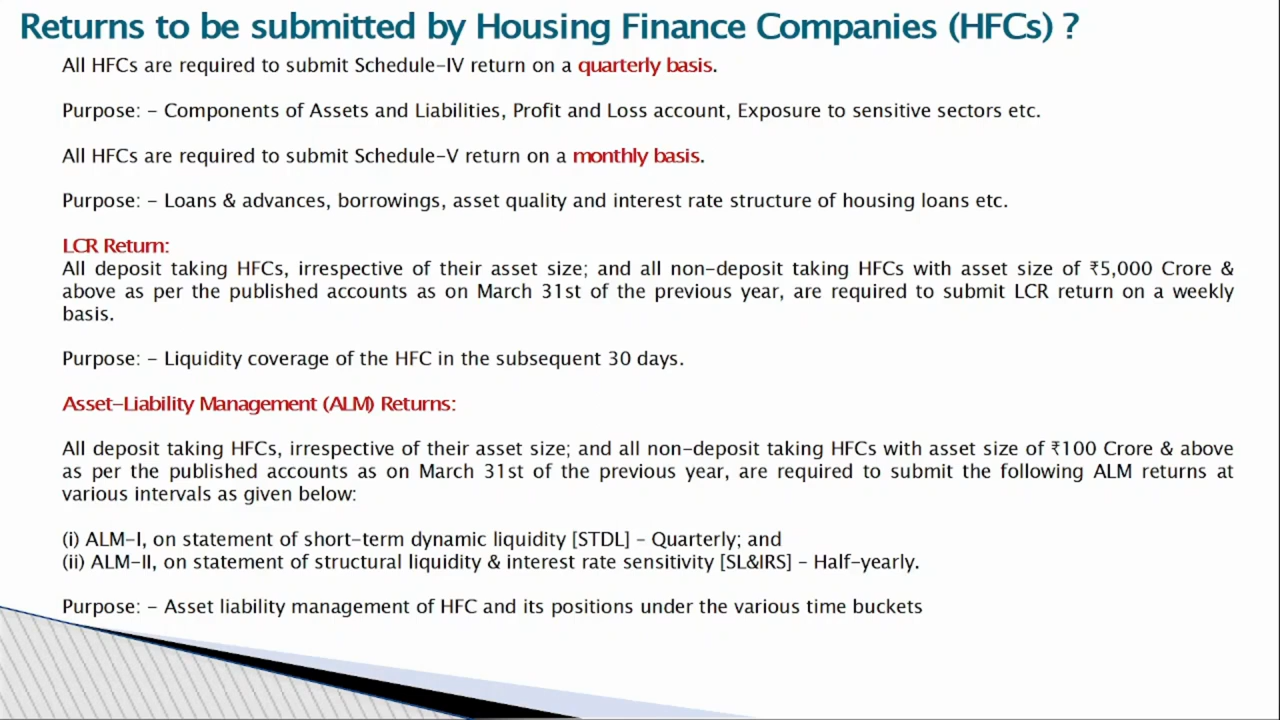 Returns to be submitted by Housing Finance Companies (HFCs) ?
All HFCs are required to submit Schedule-IV return on a quarterly basis.
Purpose: - Components of Assets and Liabilities, Profit and Loss account, Exposure to sensitive sectors etc.
All HFCs are required to submit Schedule-V return on a monthly basis.
Purpose: - Loans & advances, borrowings, asset quality and interest rate structure of housing loans etc.
LCR Return:
All deposit taking HFCs, irrespective of their asset size; and all non-deposit taking HFCs with asset size of ₹5,000 Crore &
above as per the published accounts as on March 31st of the previous year, are required to submit LCR return on a weekly
basis.
Purpose: - Liquidity coverage of the HFC in the subsequent 30 days.
Asset-Liability Management (ALM) Returns:
All deposit taking HFCs, irrespective of their asset size; and all non-deposit taking HFCs with asset size of ₹100 Crore & above
as per the published accounts as on March 31st of the previous year, are required to submit the following ALM returns at
various intervals as given below:
(i) ALM-I, on statement of short-term dynamic liquidity [STDL] - Quarterly; and
(ii) ALM-II, on statement of structural liquidity & interest rate sensitivity [SL&IRS] - Half-yearly.
Purpose: - Asset liability management of HFC and its positions under the various time buckets